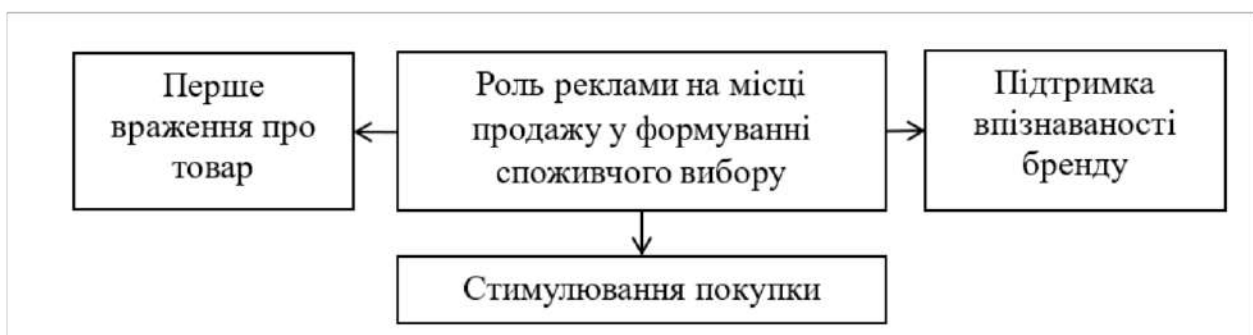 Перше
враження про
товар
Роль реклами на місці
продажу у формуванні
споживчого вибору
Підтримка
впізнаваності
бренду
Стимулювання покупки